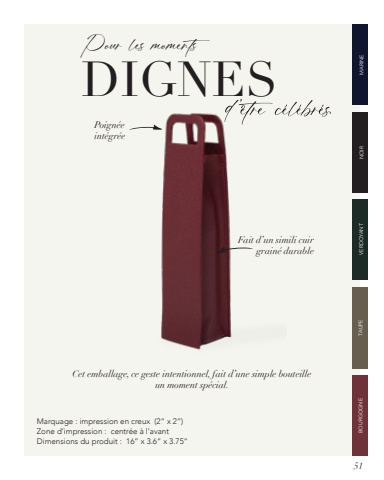 Pour les moments
DIGNES
d'être célébrés.
Poignée
intégrée
Fait d'un simili cuir
grainé durable
Cet emballage, ce geste intentionnel, fait d'une simple bouteille
un moment spécial.
Marquage : impression en creux (2" x 2")
Zone d'impression : centrée à l'avant
Dimensions du produit : 16" x 3.6" x 3.75"
MARINE
NOIR
VERDOYANT
TAUPE
BOURGOGNE
51